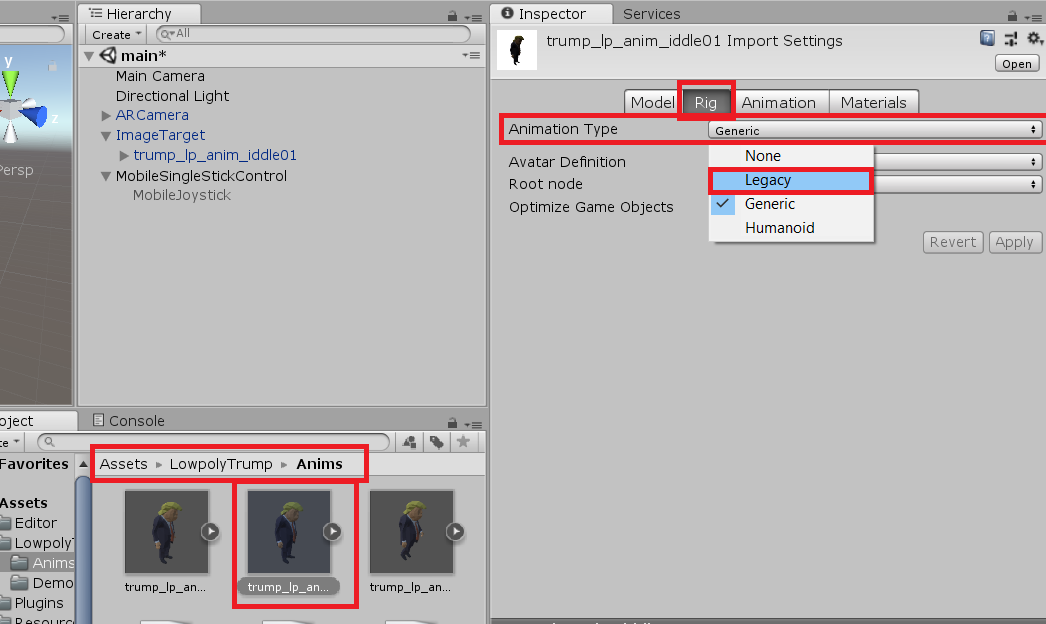 Hierarchy
Create
All
main*
Main Camera
Directional Light
ARCamera
ImageTarget
trump_lp_anim_iddle01
MobileSingleStickControl
MobileJoystick
y
z
Persp
Inspector Services
trump_lp_anim_iddle01 Import Settings
Open
Model Rig Animation Materials
Animation Type Generic
None
Legacy
Generic
Humanoid
Avatar Definition
Root node
Optimize Game Objects
Revert Apply
oject Console
te
Favorites
Assets
Editor
LowpolyT
Anims
Demo
Plugins
Resourc
Assets ▸ LowpolyTrump ▸ Anims
trump_lp_an... trump_lp_an... trump_lp_an...